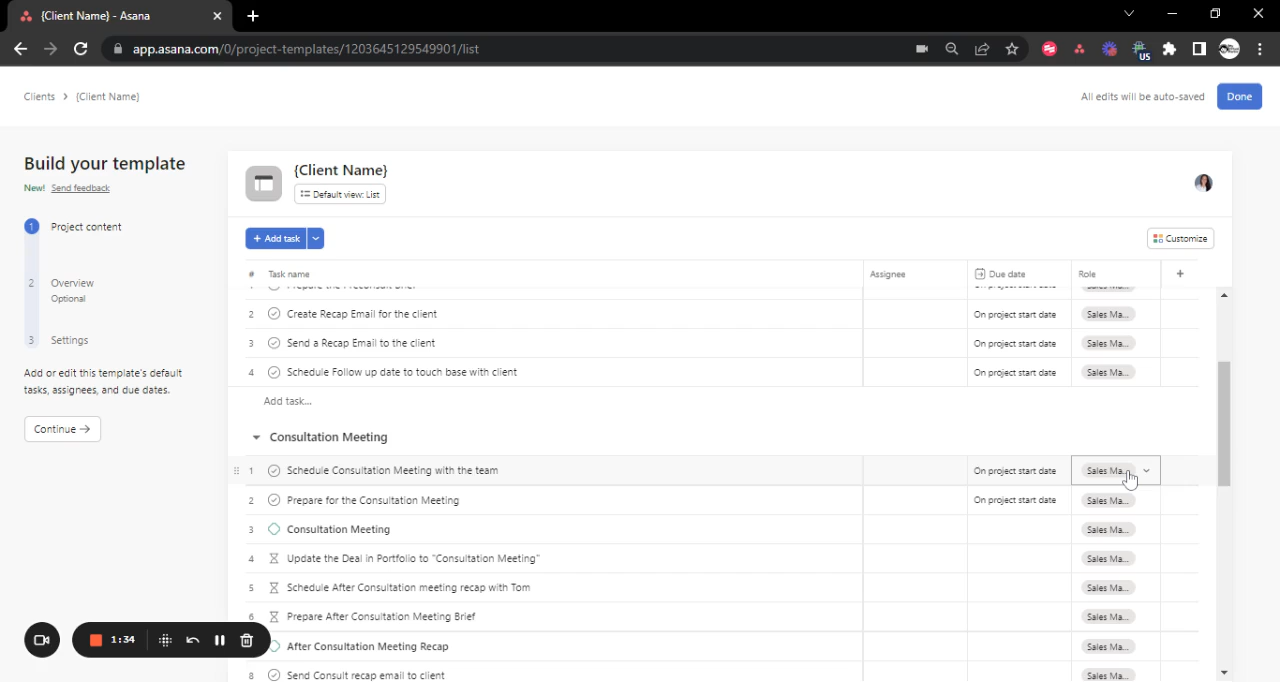 {Client Name} - Asana
app.asana.com/0/project-templates/1203645129549901/list
US
Clients > {Client Name}
All edits will be auto-saved
Done
Build your template
New! Send feedback
1 Project content
2 Overview
Optional
3 Settings
Add or edit this template's default
tasks, assignees, and due dates.
Continue →
{Client Name}
Default view: List
+ Add task
Customize
# Task name Assignee Due date Role +
2 Create Recap Email for the client On project start date Sales Ma...
3 Send a Recap Email to the client On project start date Sales Ma...
4 Schedule Follow up date to touch base with client On project start date Sales Ma...
Add task...
Consultation Meeting
1 Schedule Consultation Meeting with the team On project start date Sales Ma...
2 Prepare for the Consultation Meeting On project start date Sales Ma...
3 Consultation Meeting Sales Ma...
4 Update the Deal in Portfolio to "Consultation Meeting" Sales Ma...
5 Schedule After Consultation meeting recap with Tom Sales Ma...
6 Prepare After Consultation Meeting Brief Sales Ma...
After Consultation Meeting Recap Sales Ma...
8 Send Consult recap email to client Sales Ma...
1:34